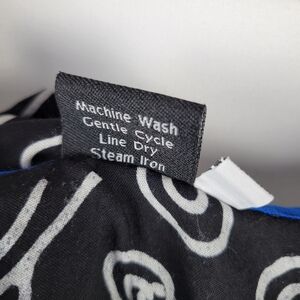 Machine Wash
Gentle Cycle
Line Dry
Steam Iron